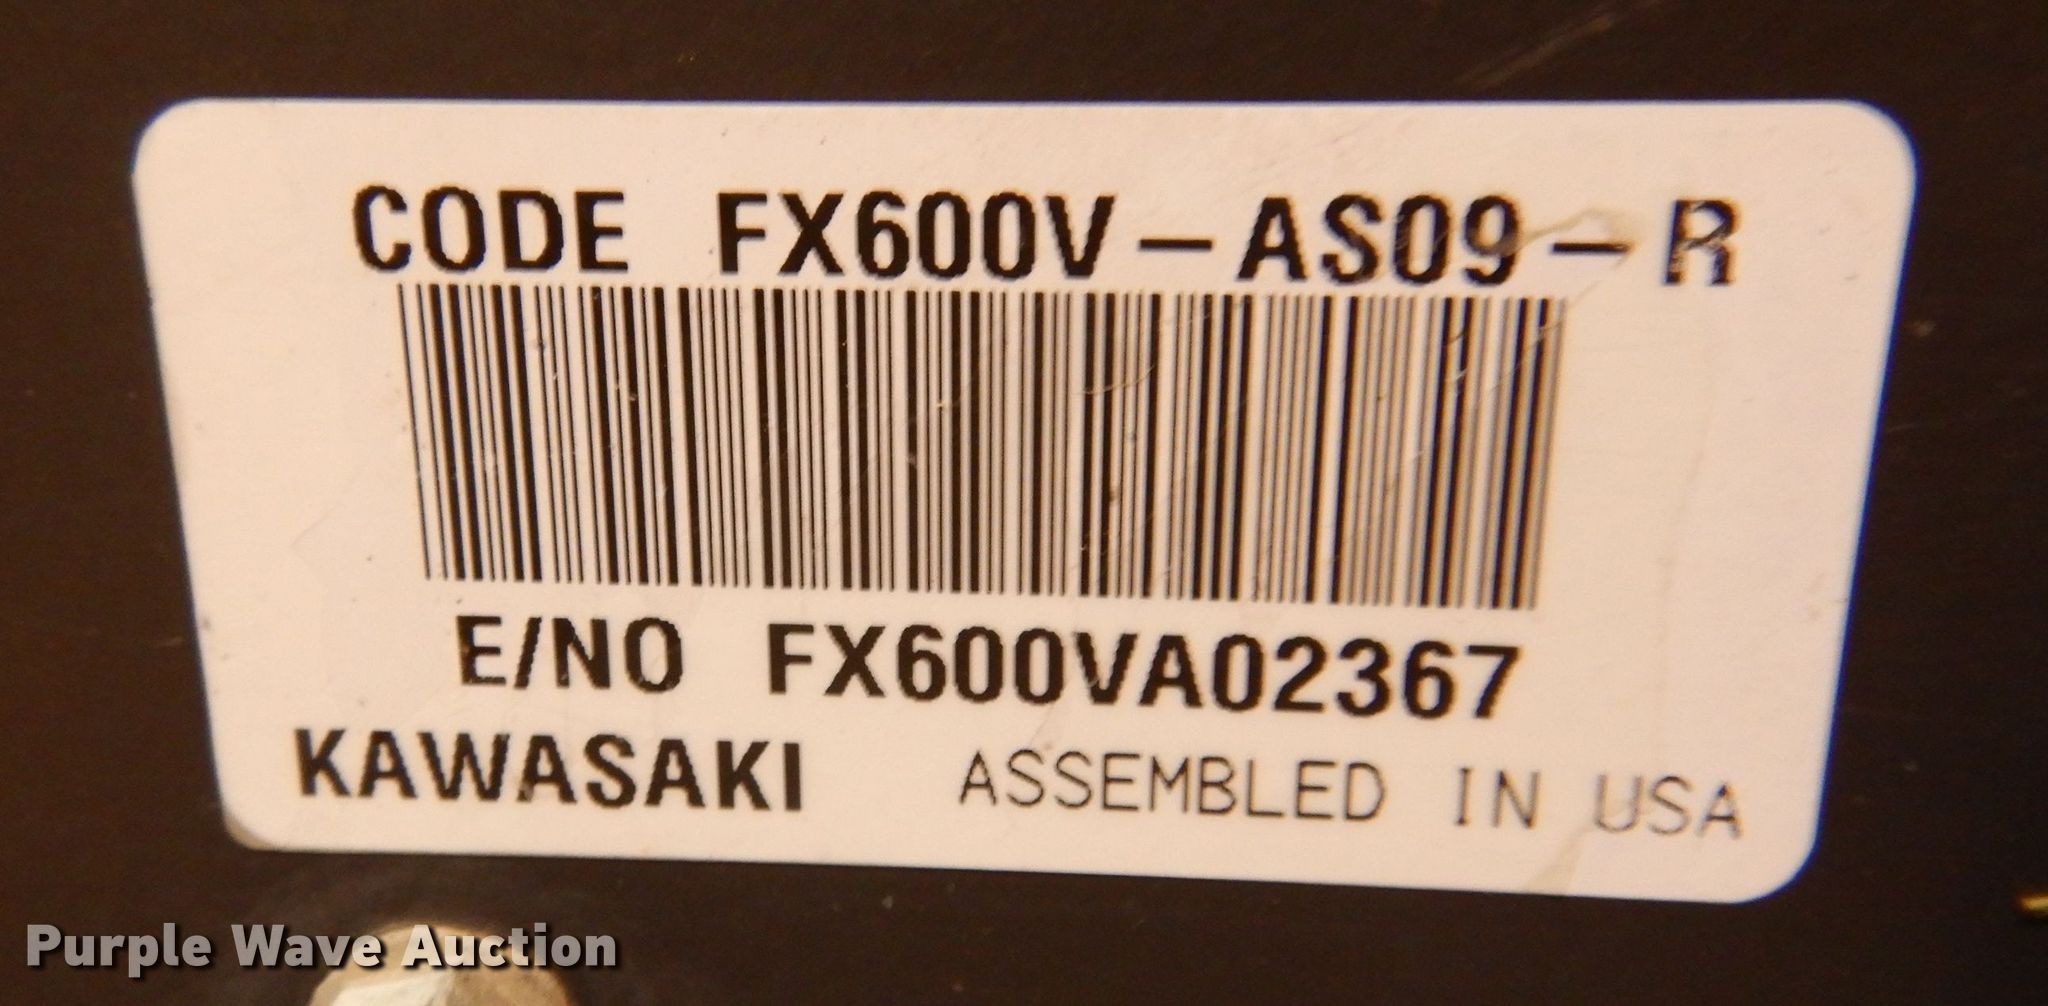 CODE FX600V-AS09-R
E/NO FX600VA02367
KAWASAKI ASSEMBLED IN USA
Purple Wave Auction